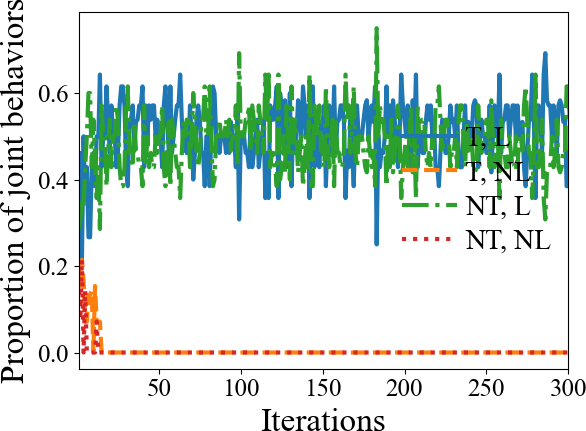 Proportion of joint behaviors
0.6
0.4
0.2
0.0
T, L
T, NL
NT, L
NT, NL
50
100
150
200
250
300
Iterations